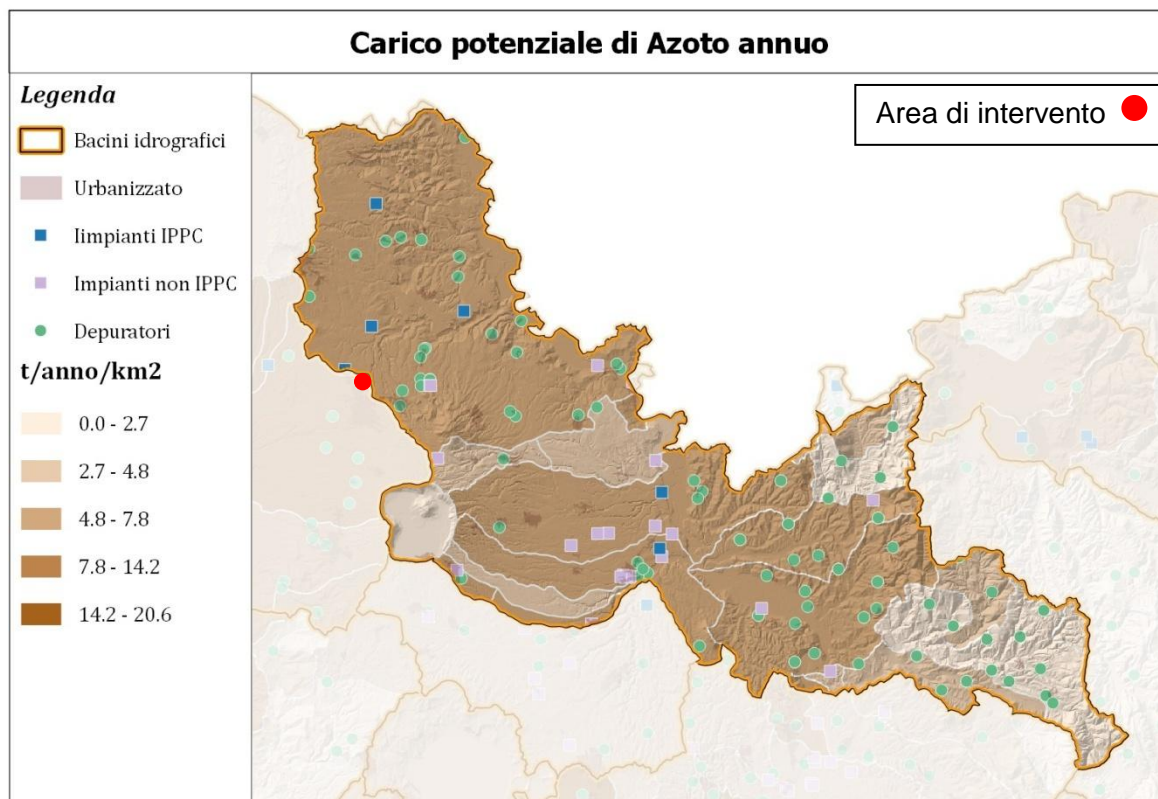 Carico potenziale di Azoto annuo
Legenda
Bacini idrografici
Urbanizzato
Iimpianti IPPC
Impianti non IPPC
Depuratori
t/anno/km2
0.0 - 2.7
2.7 - 4.8
4.8 - 7.8
7.8 - 14.2
14.2 - 20.6
Area di intervento